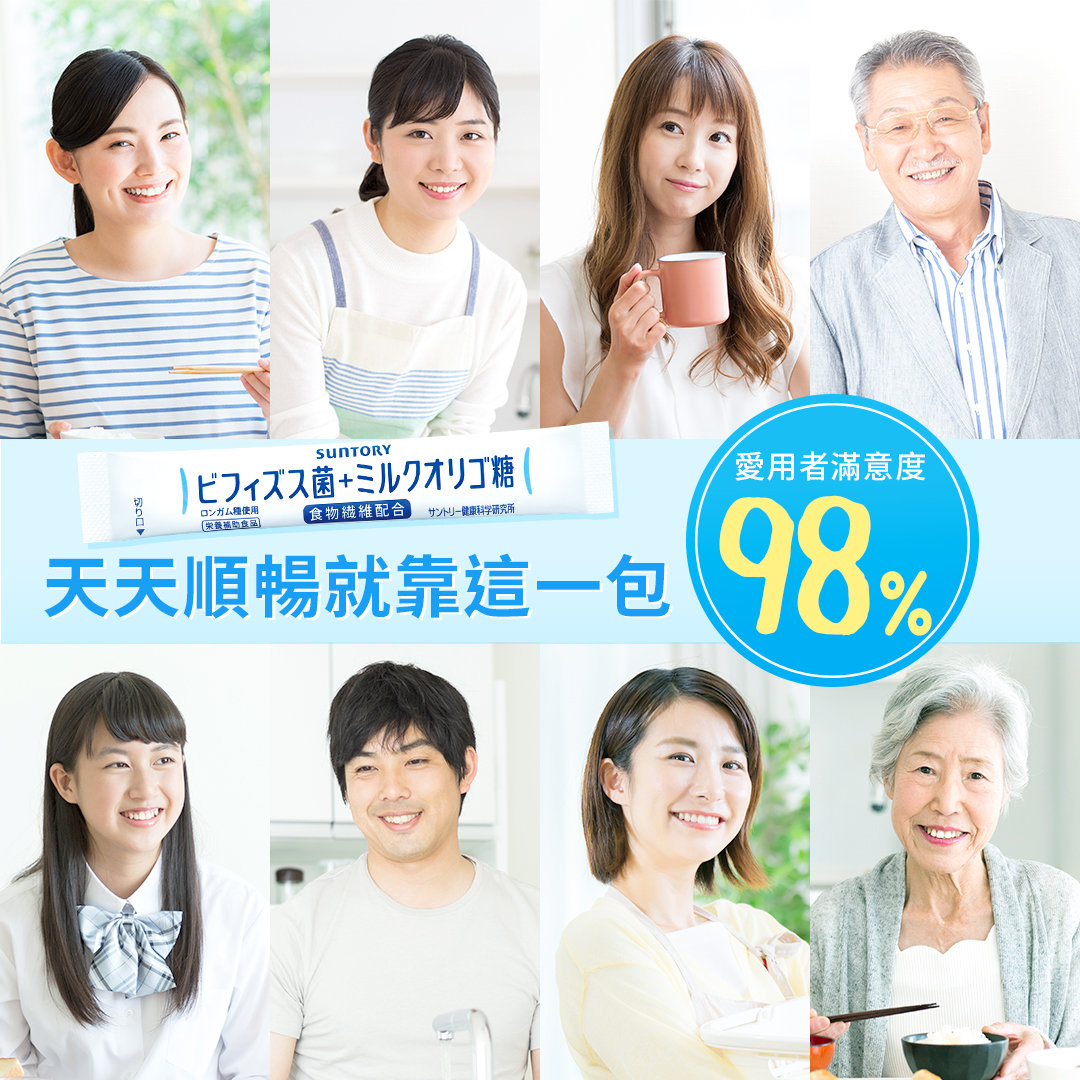 SUNTORY
ビフィズス菌+ミルクオリゴ糖
ロンガム種使用
栄養補助食品
食物繊維配合
サントリー健康科学研究所
切り口
愛用者滿意度
98%
天天順暢就靠這一包